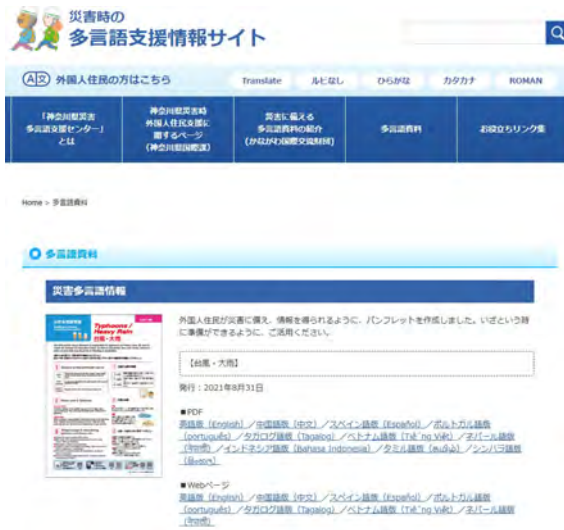 災害時の
多言語支援情報サイト
外国人住民の方はこちら
Translate ルビなし ひらがな カタカナ ROMAN
「神奈川県災害
多言語支援センター」
とは
神奈川県災害時
外国人住民支援に
関するページ
(神奈川県国際課)
災害に備える
多言語資料の紹介
(かながわ国際交流財団)
多言語資料
お役立ちリンク集
Home > 多言語資料
多言語資料
災害多言語情報
Typhoons /
Heavy Rain
台風・大雨
外国人住民が災害に備え、情報を得られるように、パンフレットを作成しました。いざという時
に準備ができるように、ご活用ください。
【台風・大雨】
発行:2021年8月31日
■PDF
英語版 (English) /中国語版 (中文) /スペイン語版 (Español) /ポルトガル語版
(português) /タガログ語版 (Tagalog) /ベトナム語版 (Tiếng Việt) /ネパール語版
(नेपाली) /インドネシア語版 (Bahasa Indonesia) /タミル語版 (தமிழ்) /シンハラ語版
(සිංහල)
■Webページ
英語版 (English) /中国語版 (中文) /スペイン語版 (Español) /ポルトガル語版
(português) /タガログ語版 (Tagalog) /ベトナム語版 (Tiếng Việt) /ネパール語版
(नेपाली)